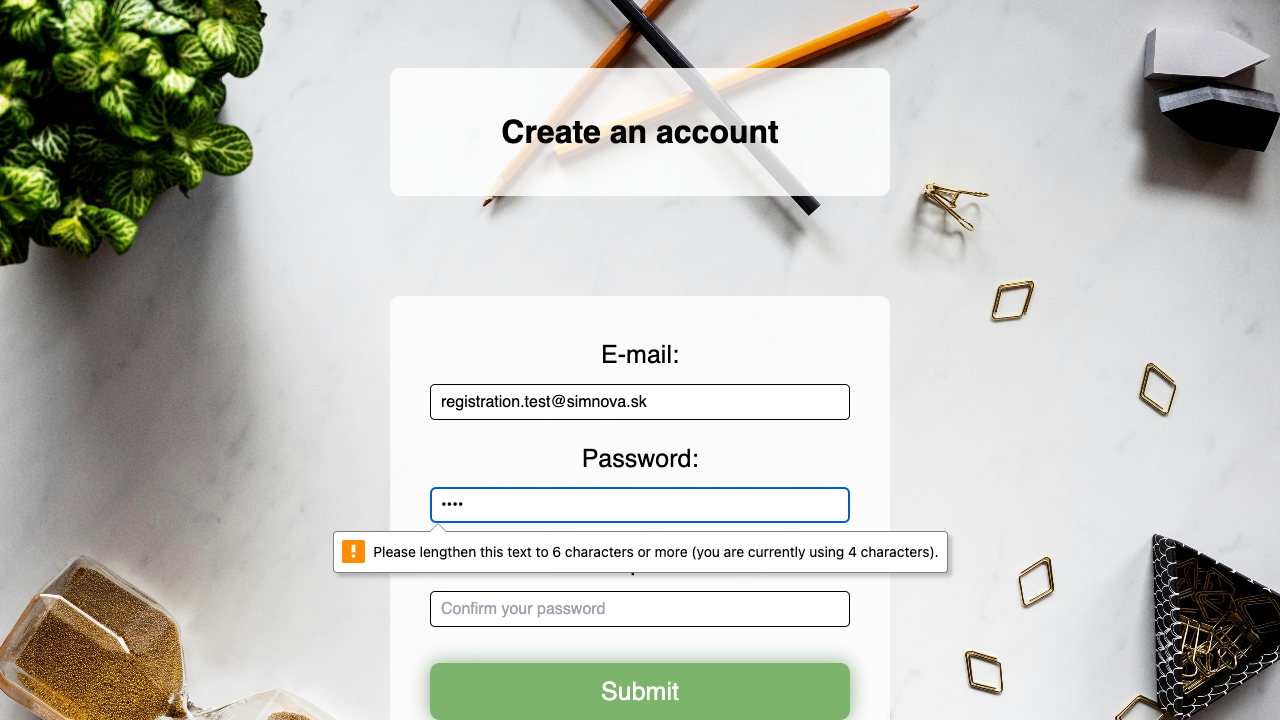 Create an account
E-mail:
registration.test@simnova.sk
Password:
••••
Please lengthen this text to 6 characters or more (you are currently using 4 characters).
Confirm your password
Submit